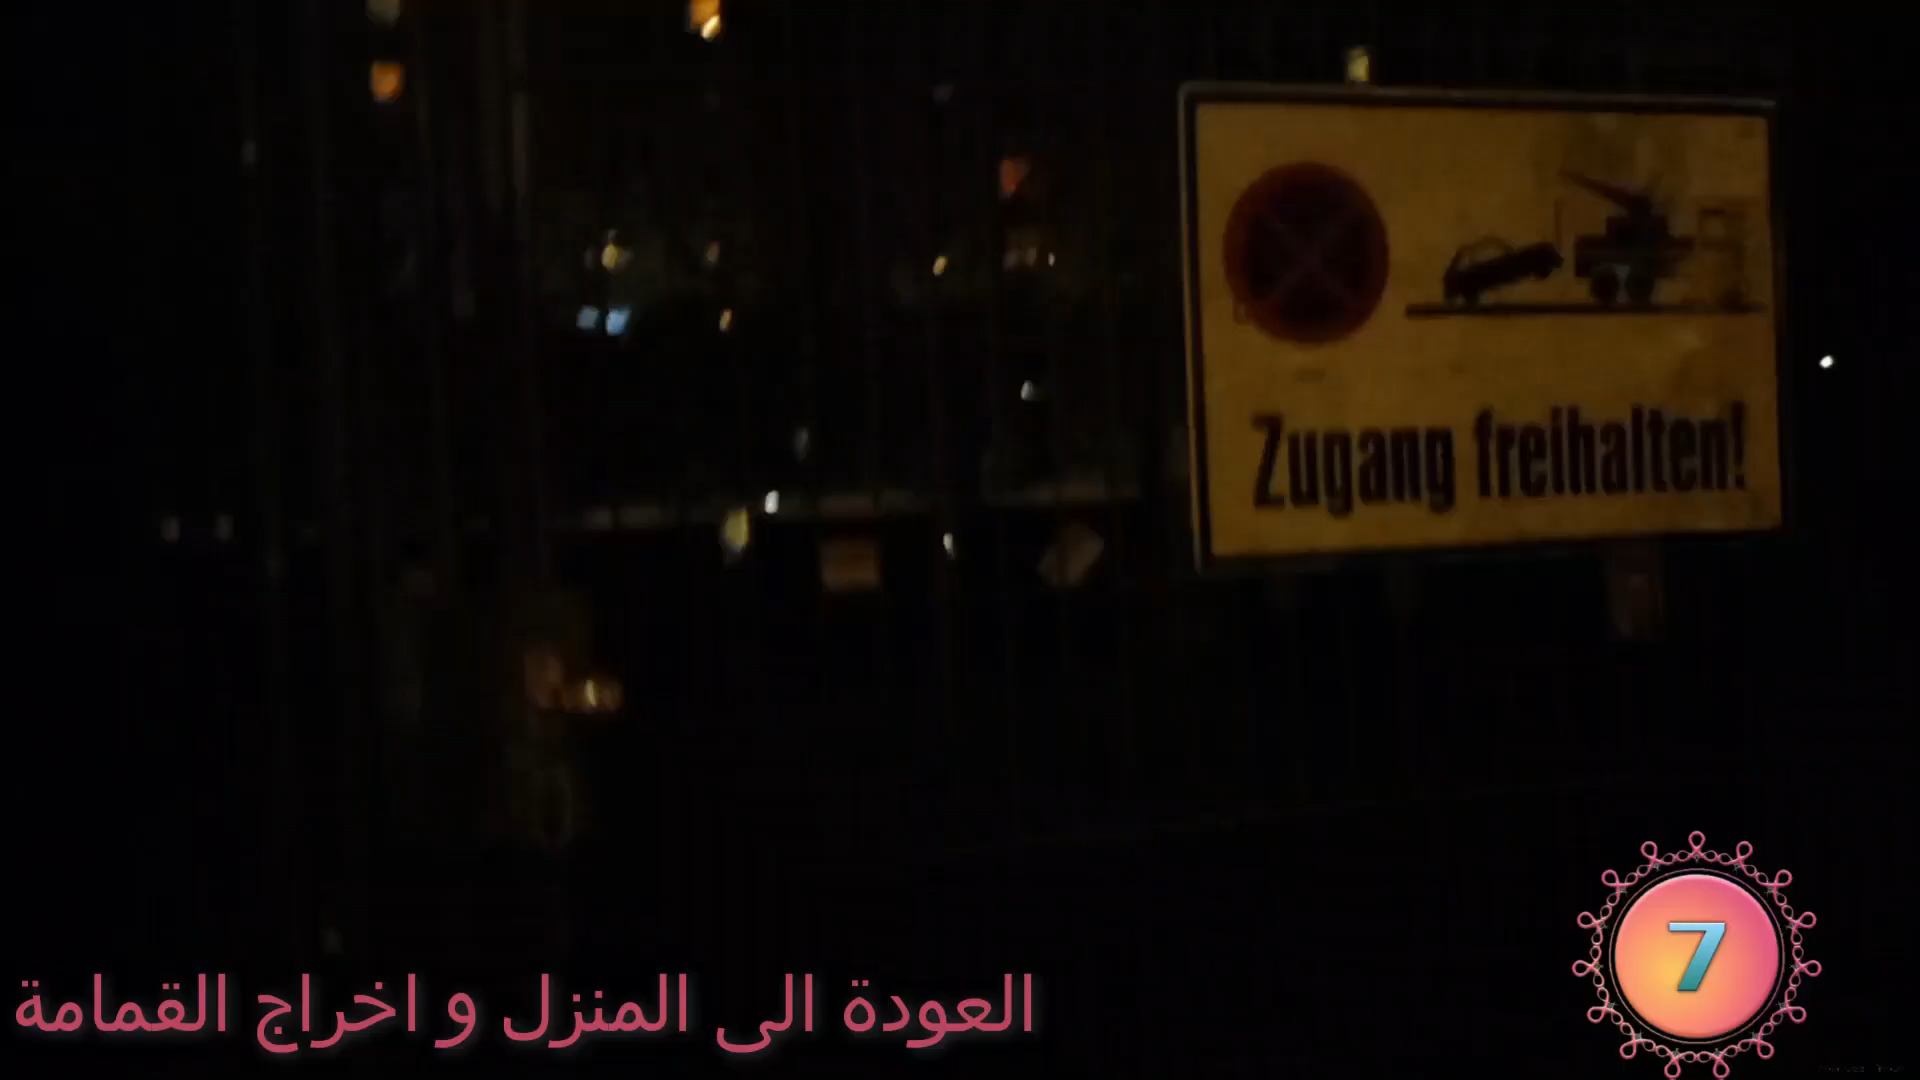 Zugang freihalten!
العودة الى المنزل و اخراج القمامة
7